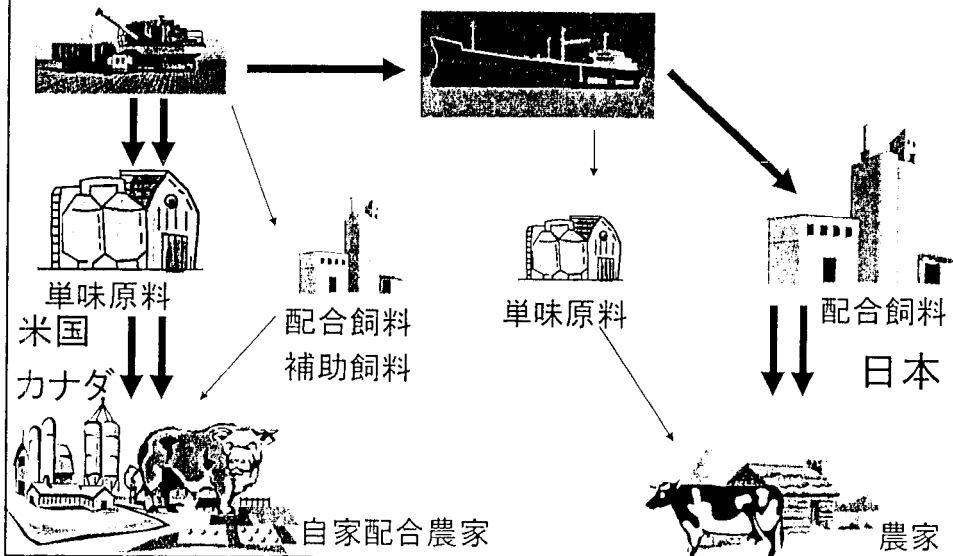 単味原料
米国
カナダ
配合飼料
補助飼料
自家配合農家
単味原料
配合飼料
日本
農家